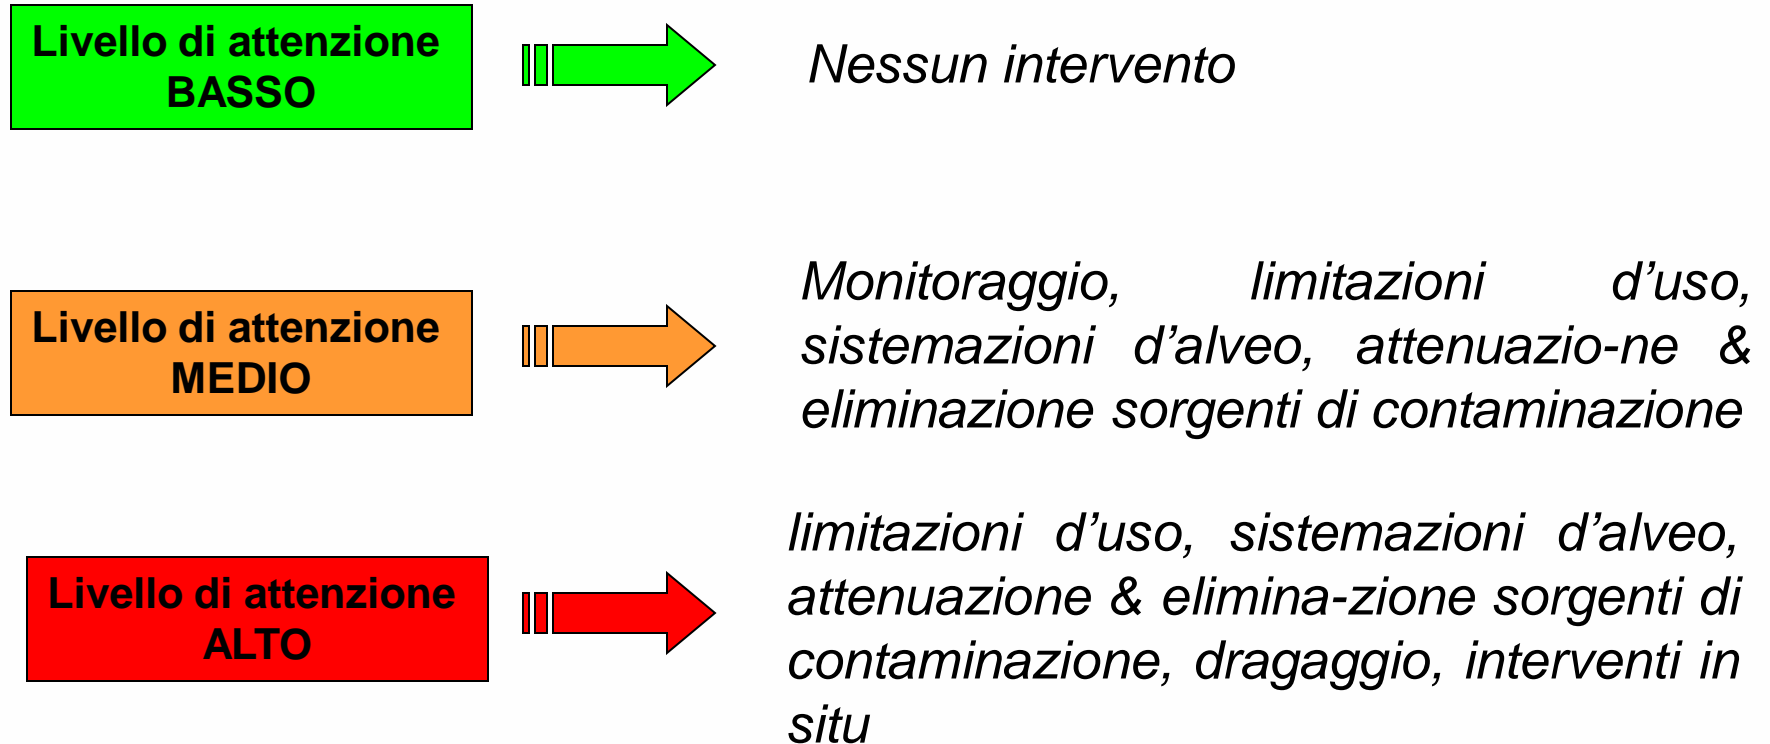 Livello di attenzione
BASSO
Nessun intervento
Livello di attenzione
MEDIO
Monitoraggio, limitazioni d’uso,
sistemazioni d’alveo, attenuazio-ne &
eliminazione sorgenti di contaminazione
Livello di attenzione
ALTO
limitazioni d’uso, sistemazioni d’alveo,
attenuazione & elimina-zione sorgenti di
contaminazione, dragaggio, interventi in
situ